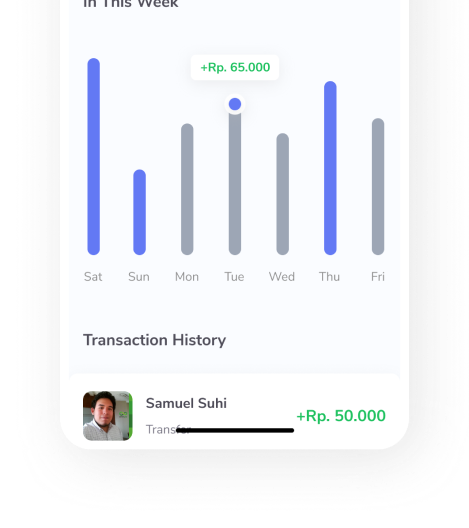 In This Week
+Rp. 65.000
Sat Sun Mon Tue Wed Thu Fri
Transaction History
Samuel Suhi
+Rp. 50.000
Transfer